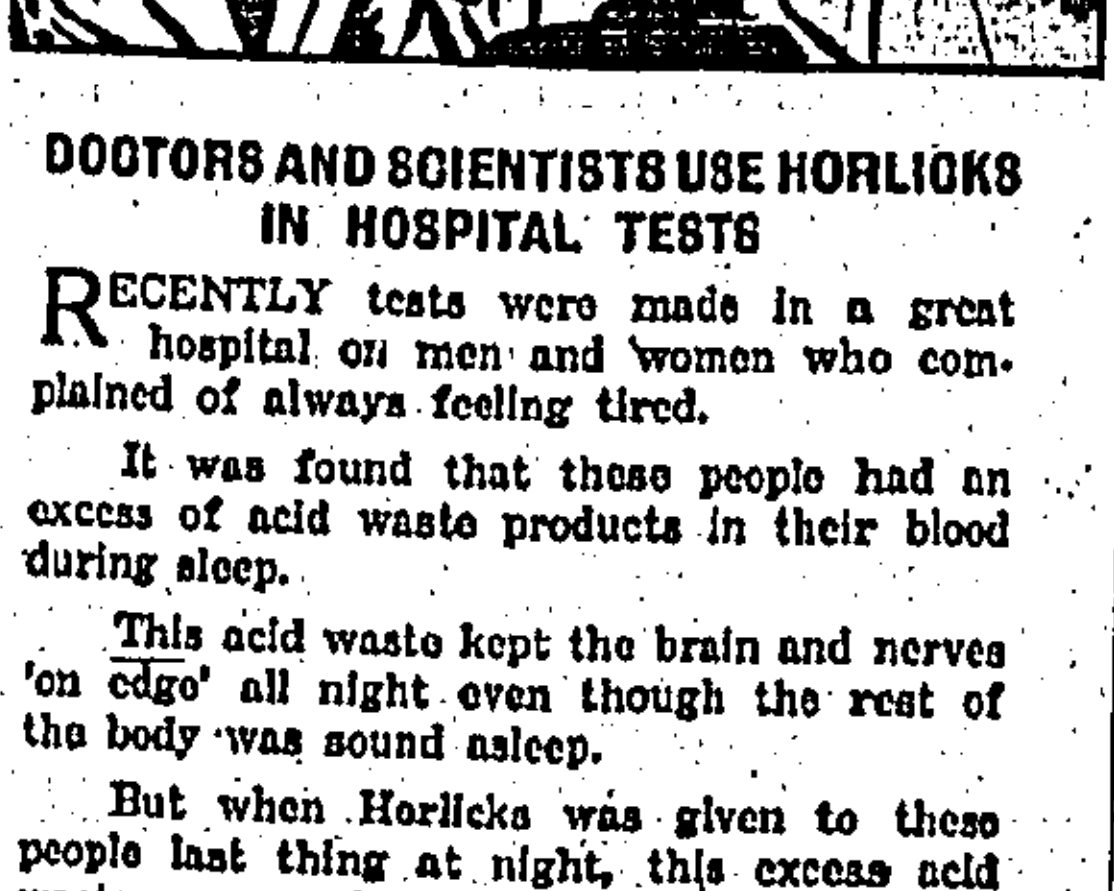 DOCTORS AND SCIENTISTS USE HORLICKS
IN HOSPITAL TESTS
RECENTLY tests were made in a great
hospital on men and women who com-
plained of always feeling tired.
It was found that these people had an
excess of acid waste products in their blood
during sleep.
This acid waste kept the brain and nerves
'on edge' all night even though the rest of
the body was sound asleep.
But when Horlicks was given to these
people last thing at night, this excess acid